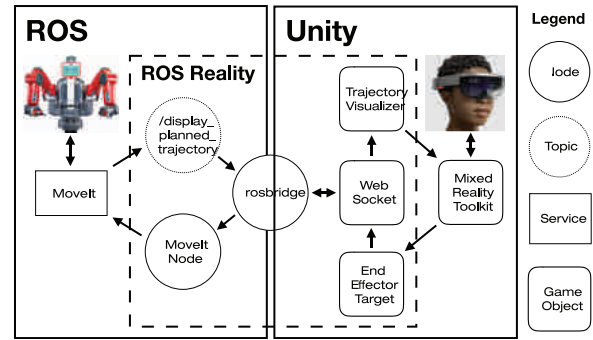 ROS
Unity
Legend
ROS Reality
/display_
planned_
trajectory
Trajectory
Visualizer
Iode
Topic
MoveIt
rosbridge
Web
Socket
Mixed
Reality
Toolkit
Service
MoveIt
Node
End
Effector
Target
Game
Object